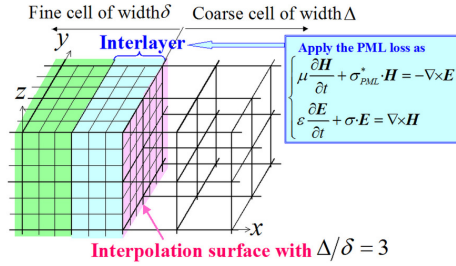 Fine cell of width δ
Coarse cell of width Δ
y
Interlayer
Apply the PML loss as
μ ∂H/∂t + σ*_PML · H = −∇×E
ε ∂E/∂t + σ · E = ∇×H
z
x
Interpolation surface with Δ/δ = 3